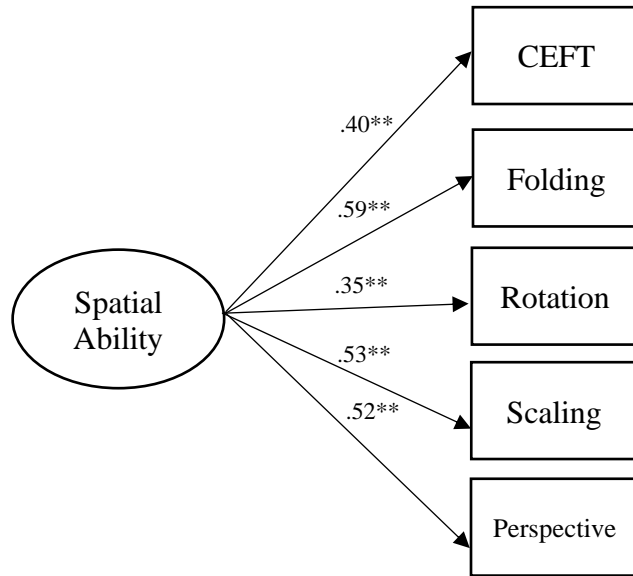 CEFT
.40**
Folding
.59**
Rotation
.35**
Spatial
Ability
Scaling
.53**
.52**
Perspective